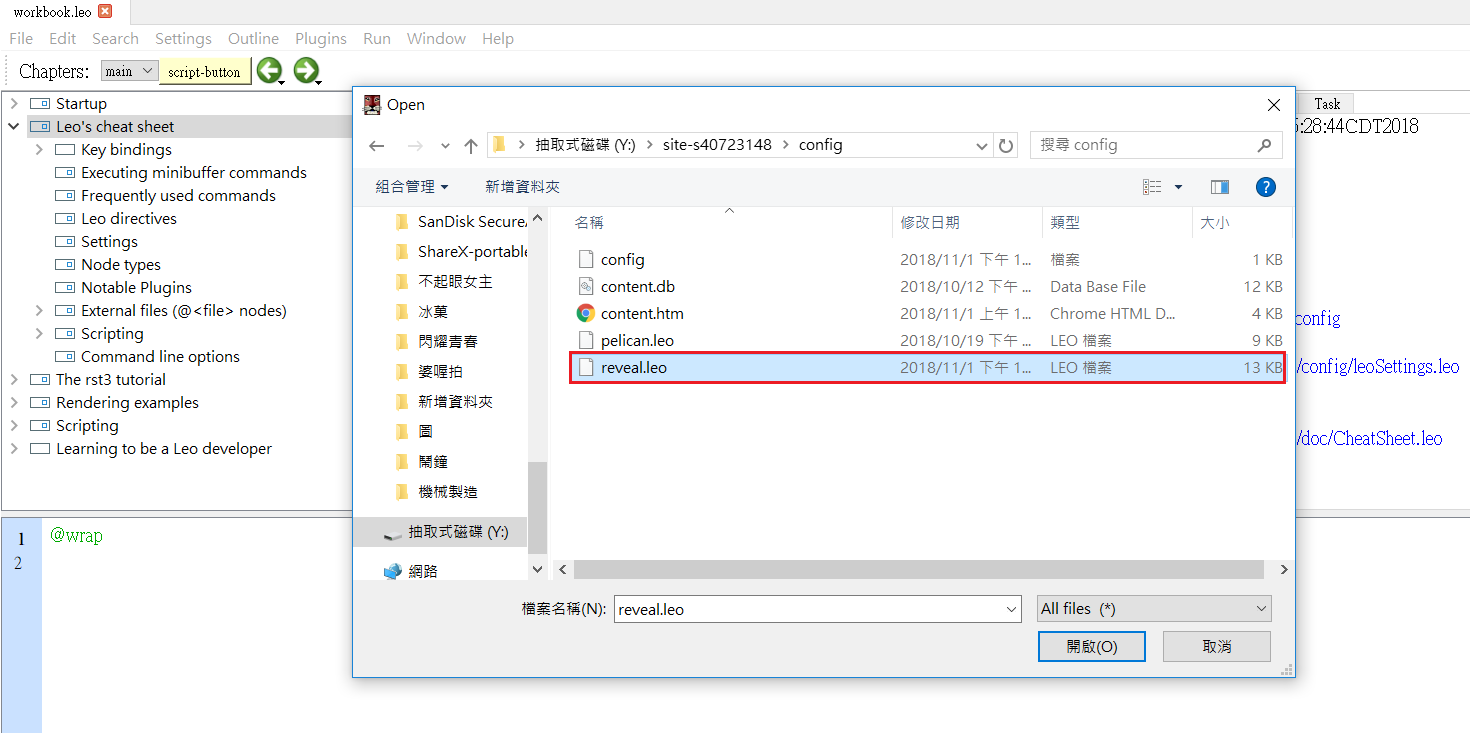 workbook.leo
File Edit Search Settings Outline Plugins Run Window Help
Chapters: main script-button
Startup
Leo's cheat sheet
Key bindings
Executing minibuffer commands
Frequently used commands
Leo directives
Settings
Node types
Notable Plugins
External files (@<file> nodes)
Scripting
Command line options
The rst3 tutorial
Rendering examples
Scripting
Learning to be a Leo developer
1 @wrap
2
Open
抽取式磁碟 (Y:) > site-s40723148 > config
搜尋 config
組合管理 新增資料夾
?
SanDisk Secure
ShareX-portable
不起眼女主
冰菓
閃耀青春
婆喔拍
新增資料夾
圖
鬧鐘
機械製造
抽取式磁碟 (Y:)
網路
名稱 修改日期 類型 大小
config 2018/11/1 下午 1... 檔案 1 KB
content.db 2018/10/12 下午 ... Data Base File 12 KB
content.htm 2018/11/1 上午 1... Chrome HTML D... 4 KB
pelican.leo 2018/10/19 下午 ... LEO 檔案 9 KB
reveal.leo 2018/11/1 下午 1... LEO 檔案 13 KB
檔案名稱(N): reveal.leo All files (*)
開啟(O) 取消
Task
5:28:44CDT2018
config
/config/leoSettings.leo
/doc/CheatSheet.leo